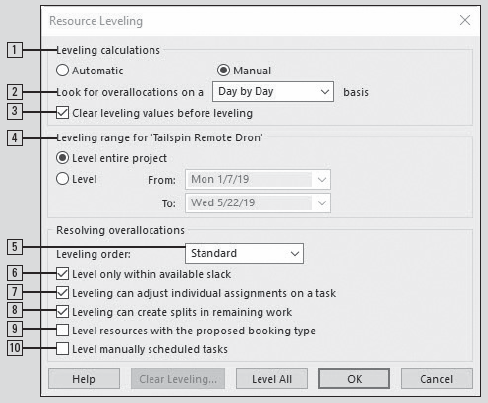 Resource Leveling
1 Leveling calculations
Automatic Manual
2 Look for overallocations on a Day by Day basis
3 Clear leveling values before leveling
4 Leveling range for 'Tailspin Remote Dron'
Level entire project
Level From: Mon 1/7/19
To: Wed 5/22/19
Resolving overallocations
5 Leveling order: Standard
6 Level only within available slack
7 Leveling can adjust individual assignments on a task
8 Leveling can create splits in remaining work
9 Level resources with the proposed booking type
10 Level manually scheduled tasks
Help Clear Leveling... Level All OK Cancel